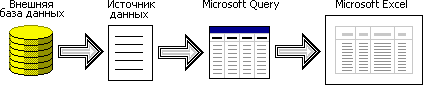 Внешняя
база данных
Источник
данных
Microsoft Query
Microsoft Excel